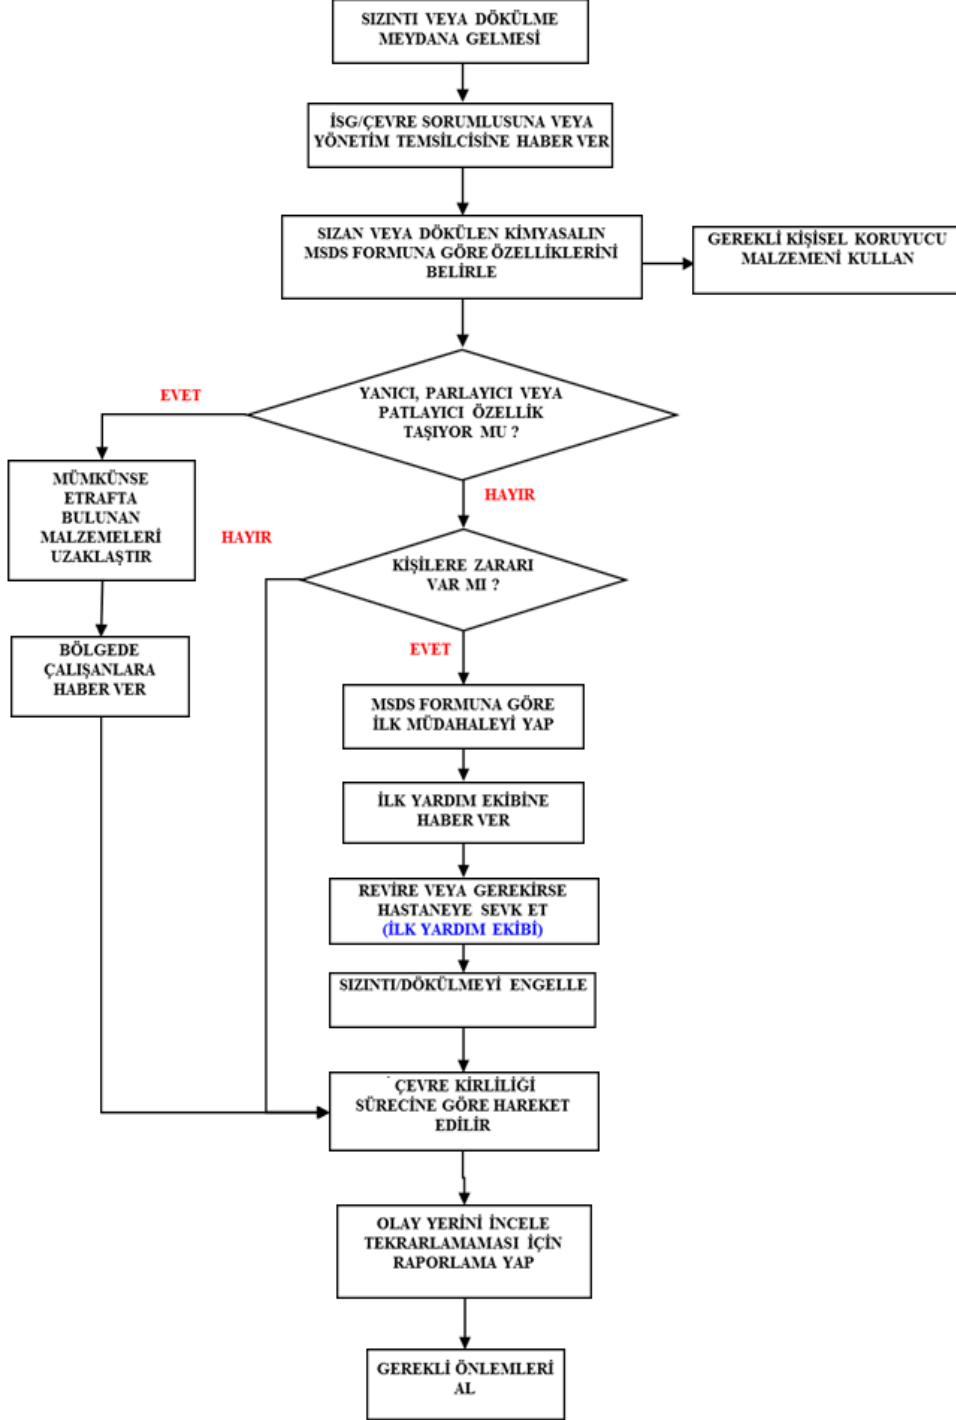 SIZINTI VEYA DÖKÜLME
MEYDANA GELMESİ
İSG/ÇEVRE SORUMLUSUNA VEYA
YÖNETİM TEMSİLCİSİNE HABER VER
SIZAN VEYA DÖKÜLEN KİMYASALIN
MSDS FORMUNA GÖRE ÖZELLİKLERİNİ
BELİRLE
GEREKLİ KİŞİSEL KORUYUCU
MALZEMENİ KULLAN
YANICI, PARLAYICI VEYA
PATLAYICI ÖZELLİK
TAŞIYOR MU ?
EVET
MÜMKÜNSE
ETRAFTA
BULUNAN
MALZEMELERİ
UZAKLAŞTIR
BÖLGEDE
ÇALIŞANLARA
HABER VER
HAYIR
KİŞİLERE ZARARI
VAR MI ?
HAYIR
EVET
MSDS FORMUNA GÖRE
İLK MÜDAHALEYİ YAP
İLK YARDIM EKİBİNE
HABER VER
REVİRE VEYA GEREKİRSE
HASTANEYE SEVK ET
(İLK YARDIM EKİBİ)
SIZINTI/DÖKÜLMEYİ ENGELLE
ÇEVRE KİRLİLİĞİ
SÜRECİNE GÖRE HAREKET
EDİLİR
OLAY YERİNİ İNCELE
TEKRARLAMAMASI İÇİN
RAPORLAMA YAP
GEREKLİ ÖNLEMLERİ
AL